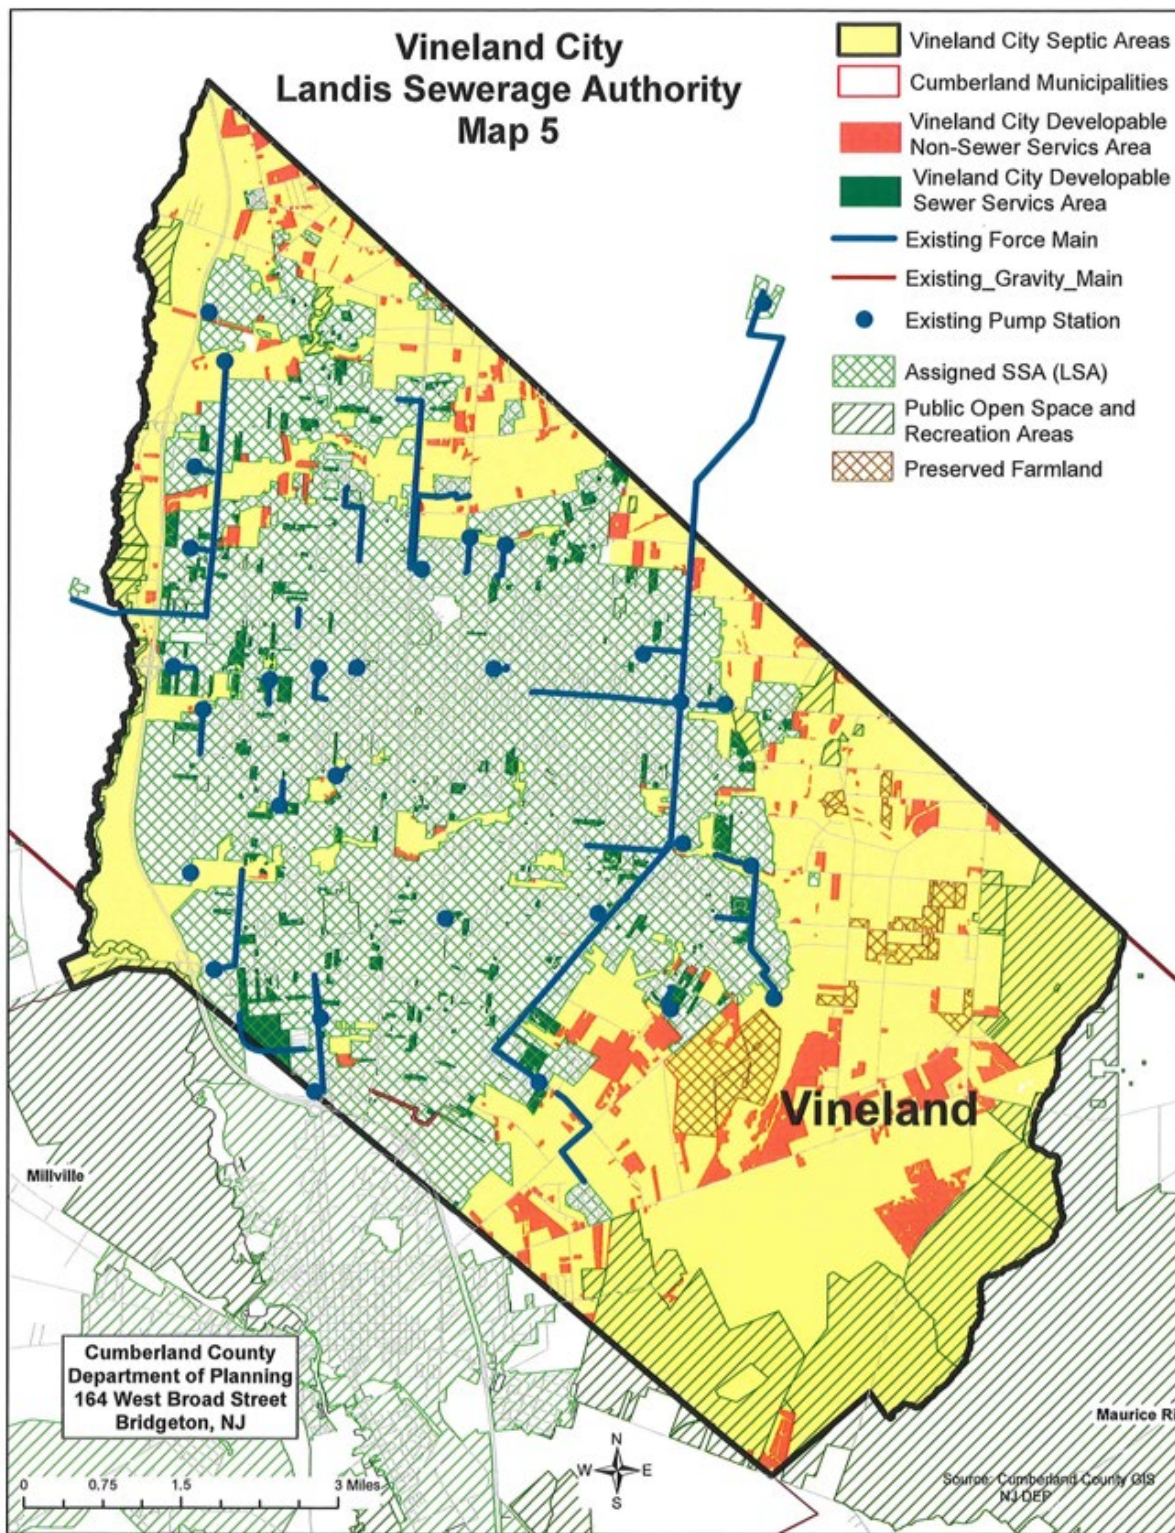 Vineland City
Landis Sewerage Authority
Map 5
Vineland City Septic Areas
Cumberland Municipalities
Vineland City Developable
Non-Sewer Servics Area
Vineland City Developable
Sewer Servics Area
Existing Force Main
Existing_Gravity_Main
Existing Pump Station
Assigned SSA (LSA)
Public Open Space and
Recreation Areas
Preserved Farmland
Vineland
Millville
Cumberland County
Department of Planning
164 West Broad Street
Bridgeton, NJ
Maurice Ri
N
W E
S
0 0.75 1.5 3 Miles
Source: Cumberland County GIS
NJ DEP